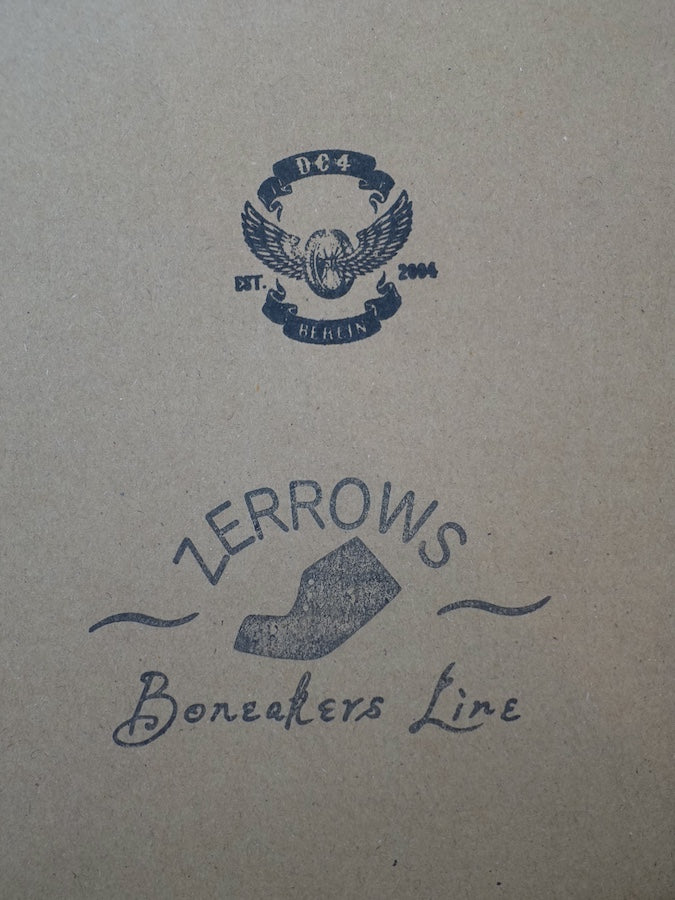 DC4
EST. 2004
BERLIN
ZERROWS
Boneakers Line